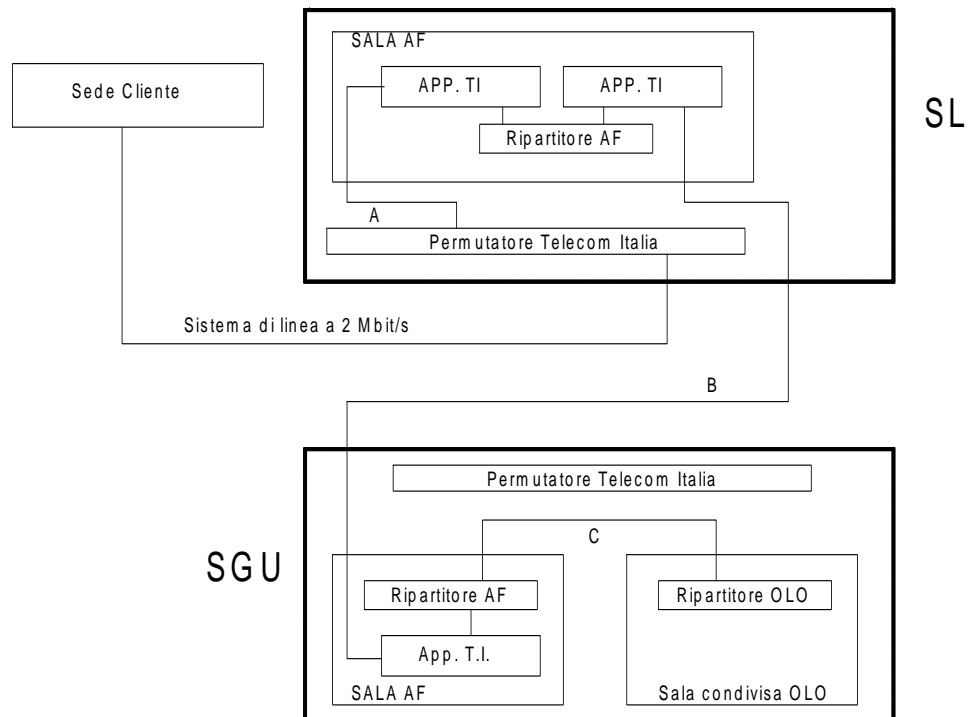 SALA AF
Sede Cliente
APP. TI
APP. TI
SL
Ripartitore AF
A
Permutatore Telecom Italia
Sistema di linea a 2 Mbit/s
B
Permutatore Telecom Italia
C
SGU
Ripartitore AF
Ripartitore OLO
App. T.I.
SALA AF
Sala condivisa OLO